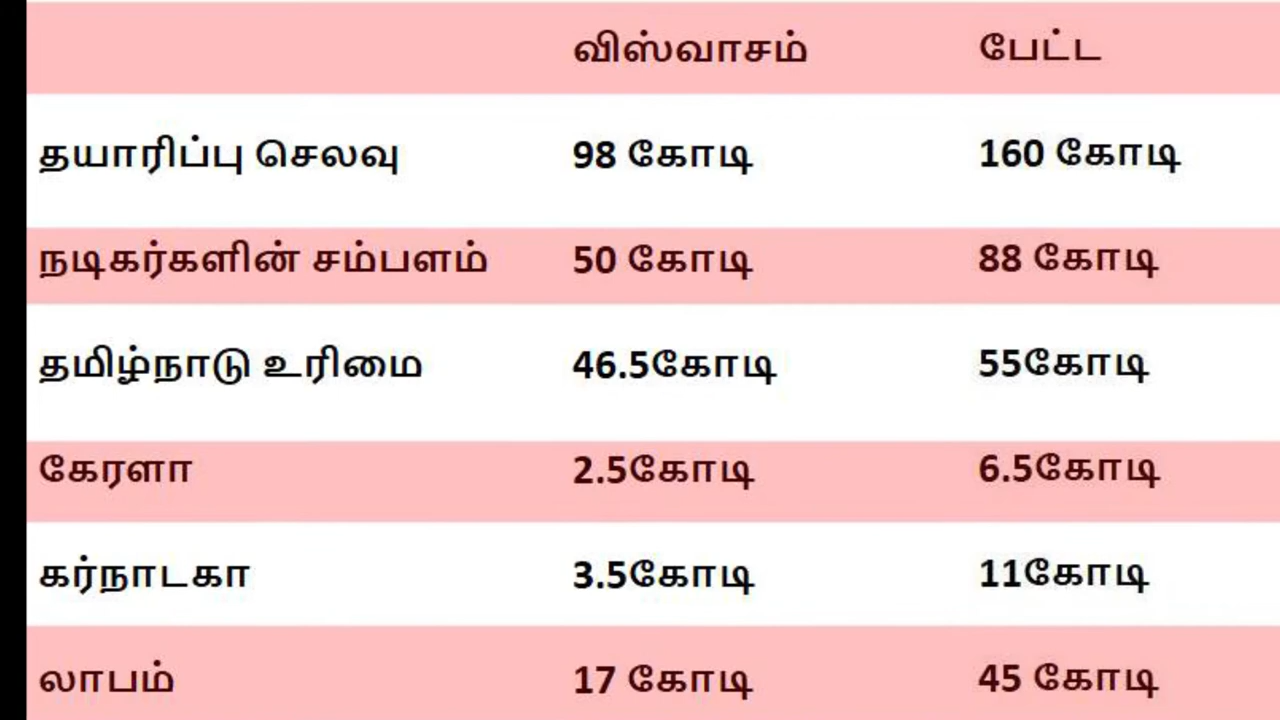 விஸ்வாசம் பேட்ட
தயாரிப்பு செலவு 98 கோடி 160 கோடி
நடிகர்களின் சம்பளம் 50 கோடி 88 கோடி
தமிழ்நாடு உரிமை 46.5கோடி 55கோடி
கேரளா 2.5கோடி 6.5கோடி
கர்நாடகா 3.5கோடி 11கோடி
லாபம் 17 கோடி 45 கோடி